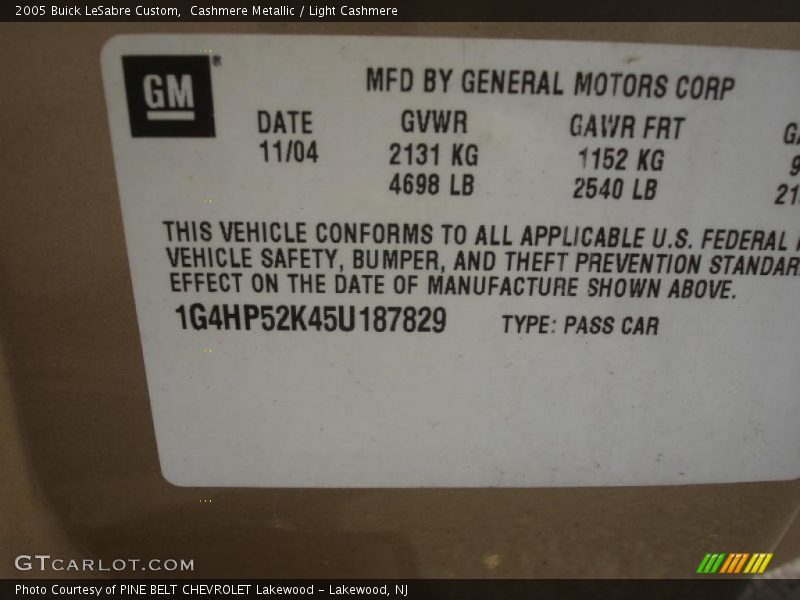 2005 Buick LeSabre Custom,  Cashmere Metallic / Light Cashmere
GM ®
MFD BY GENERAL MOTORS CORP
DATE GVWR GAWR FRT
11/04 2131 KG 1152 KG
4698 LB 2540 LB
THIS VEHICLE CONFORMS TO ALL APPLICABLE U.S. FEDERAL
VEHICLE SAFETY, BUMPER, AND THEFT PREVENTION STANDAR
EFFECT ON THE DATE OF MANUFACTURE SHOWN ABOVE.
1G4HP52K45U187829 TYPE: PASS CAR
GTCARLOT.COM
Photo Courtesy of PINE BELT CHEVROLET Lakewood - Lakewood, NJ